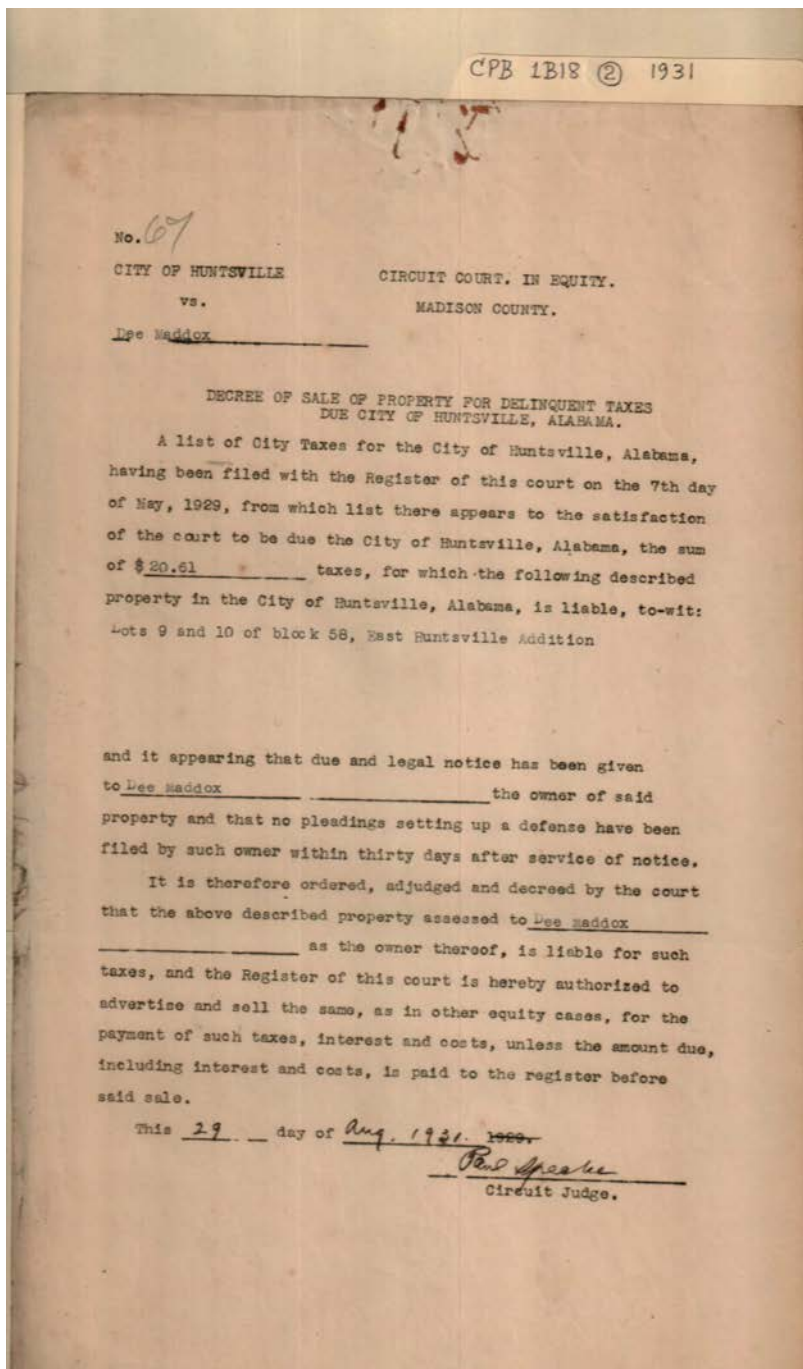 CPB 1B18 ② 1931
No. 67
CITY OF HUNTSVILLE
vs.
Dee Maddox
CIRCUIT COURT. IN EQUITY.
MADISON COUNTY.
DECREE OF SALE OF PROPERTY FOR DELINQUENT TAXES
DUE CITY OF HUNTSVILLE, ALABAMA.
A list of City Taxes for the City of Huntsville, Alabama,
having been filed with the Register of this court on the 7th day
of May, 1929, from which list there appears to the satisfaction
of the court to be due the City of Huntsville, Alabama, the sum
of $ 20.61 taxes, for which the following described
property in the City of Huntsville, Alabama, is liable, to-wit:
Lots 9 and 10 of block 58, East Huntsville Addition
and it appearing that due and legal notice has been given
to Dee Maddox the owner of said
property and that no pleadings setting up a defense have been
filed by such owner within thirty days after service of notice.
It is therefore ordered, adjudged and decreed by the court
that the above described property assessed to Dee Maddox
as the owner thereof, is liable for such
taxes, and the Register of this court is hereby authorized to
advertise and sell the same, as in other equity cases, for the
payment of such taxes, interest and costs, unless the amount due,
including interest and costs, is paid to the register before
said sale.
This 29 day of Aug. 1931. 1929.
Paul Speake
Circuit Judge.